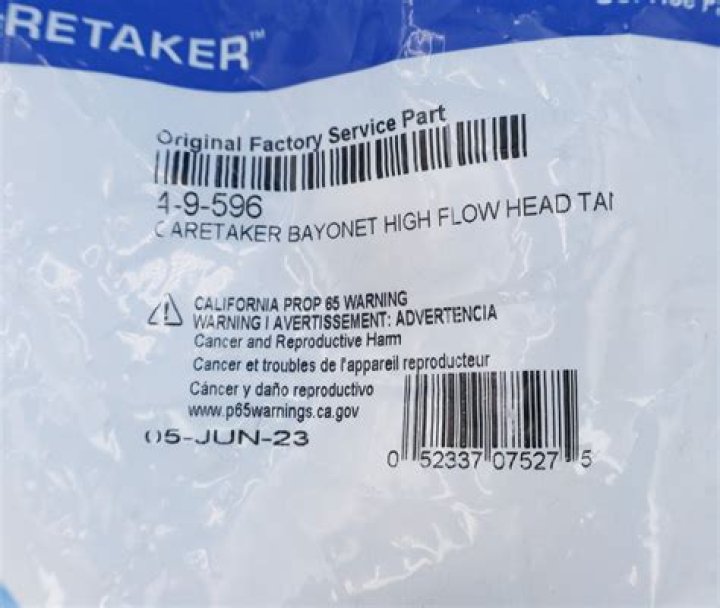 RETAKER™
Original Factory Service Part
4-9-596
CARETAKER BAYONET HIGH FLOW HEAD TAN
CALIFORNIA PROP 65 WARNING
WARNING I AVERTISSEMENT: ADVERTENCIA
Cancer and Reproductive Harm
Cancer et troubles de l'appareil reproducteur
Cáncer y daño reproductivo
www.p65warnings.ca.gov
05-JUN-23
0 52337 07527 5